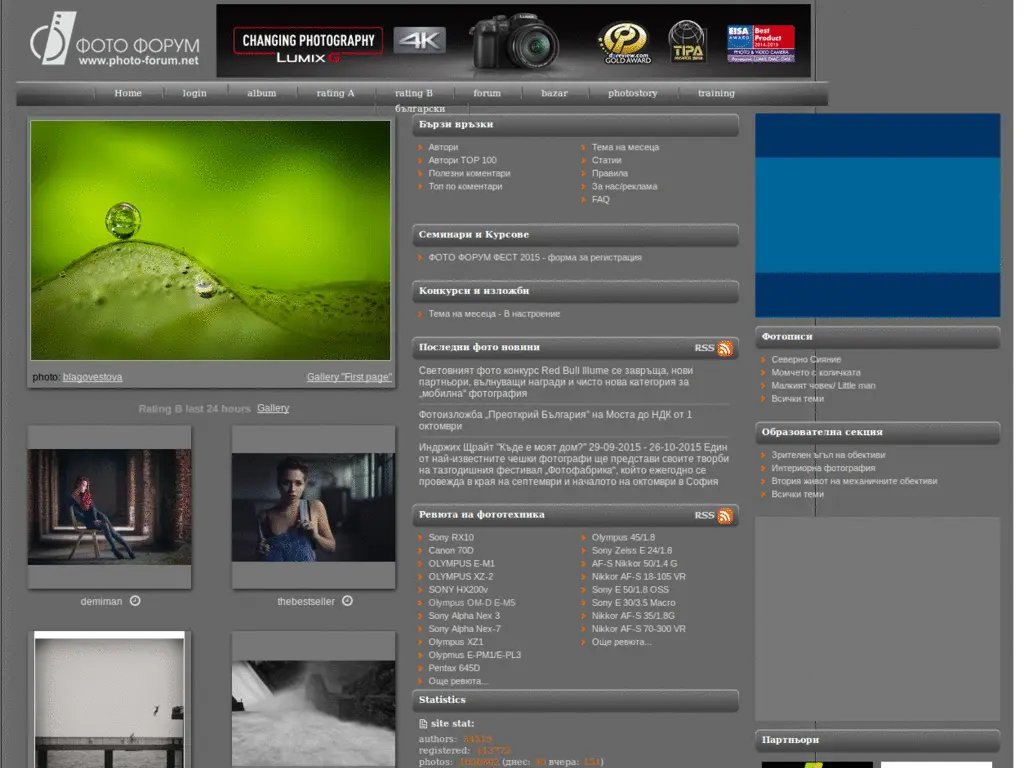 ФОТО ФОРУМ
www.photo-forum.net
CHANGING PHOTOGRAPHY
LUMIX G
4K
dpreview.com
GOLD AWARD
TIPA
EISA AWARD Best Product 2014-2015
PHOTO & VIDEO CAMERA
Home login album rating A rating B forum bazar photostory training
български
photo: blagovestova Gallery "First page"
Rating B last 24 hours Gallery
demiman thebestseller
Бързи връзки
Автори Тема на месеца
Автори TOP 100 Статии
Полезни коментари Правила
Топ по коментари За нас/реклама
FAQ
Семинари и Курсове
ФОТО ФОРУМ ФЕСТ 2015 - форма за регистрация
Конкурси и изложби
Тема на месеца - В настроение
Последни фото новини RSS
Световният фото конкурс Red Bull Illume се завръща, нови
партньори, вълнуващи награди и чисто нова категория за
„мобилна“ фотография
Фотоизложба „Преоткрий България“ на Моста до НДК от 1
октомври
Индржих Щрайт "Къде е моят дом?" 29-09-2015 - 26-10-2015 Един
от най-известните чешки фотографи ще представи своите творби
на тазгодишния фестивал „Фотофабрика“, който ежегодно се
провежда в края на септември и началото на октомври в София
Ревюта на фототехника RSS
Sony RX10 Olympus 45/1.8
Canon 70D Sony Zeiss E 24/1.8
OLYMPUS E-M1 AF-S Nikkor 50/1.4 G
OLYMPUS XZ-2 Nikkor AF-S 18-105 VR
SONY HX200v Sony E 50/1.8 OSS
Olympus OM-D E-M5 Sony E 30/3.5 Macro
Sony Alpha Nex 3 Nikkor AF-S 35/1.8G
Sony Alpha Nex-7 Nikkor AF-S 70-300 VR
Olympus XZ1 Още ревюта...
Olypmus E-PM1/E-PL3
Pentax 645D
Още ревюта...
Statistics
site stat:
authors:
registered:
photos: (днес: вчера: )
Фотописи
Северно Сияние
Момчето с количката
Малкият човек/ Little man
Всички теми
Образователна секция
Зрителен ъгъл на обективи
Интериорна фотография
Втория живот на механичните обективи
Всички теми
Партньори